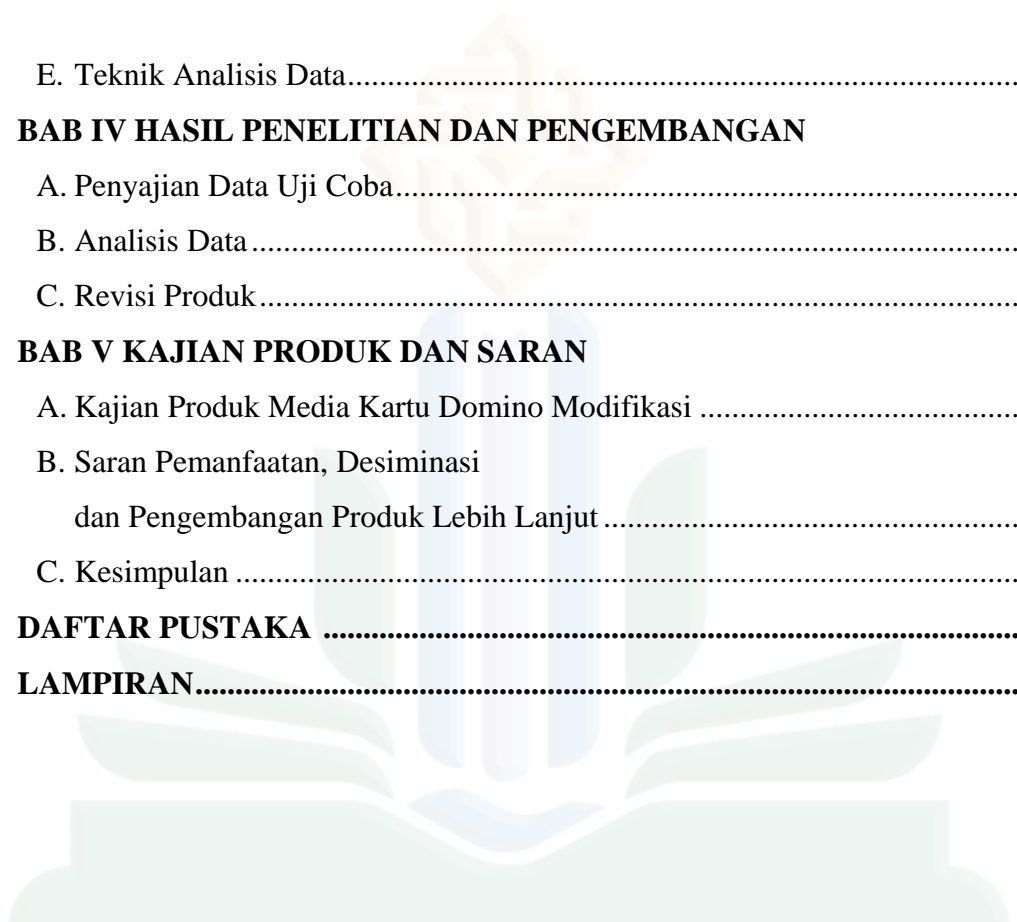 E. Teknik Analisis Data....................................................................................
BAB IV HASIL PENELITIAN DAN PENGEMBANGAN
A. Penyajian Data Uji Coba..............................................................................
B. Analisis Data................................................................................................
C. Revisi Produk...............................................................................................
BAB V KAJIAN PRODUK DAN SARAN
A. Kajian Produk Media Kartu Domino Modifikasi ........................................
B. Saran Pemanfaatan, Desiminasi
dan Pengembangan Produk Lebih Lanjut....................................................
C. Kesimpulan .................................................................................................
DAFTAR PUSTAKA .......................................................................................
LAMPIRAN.......................................................................................................